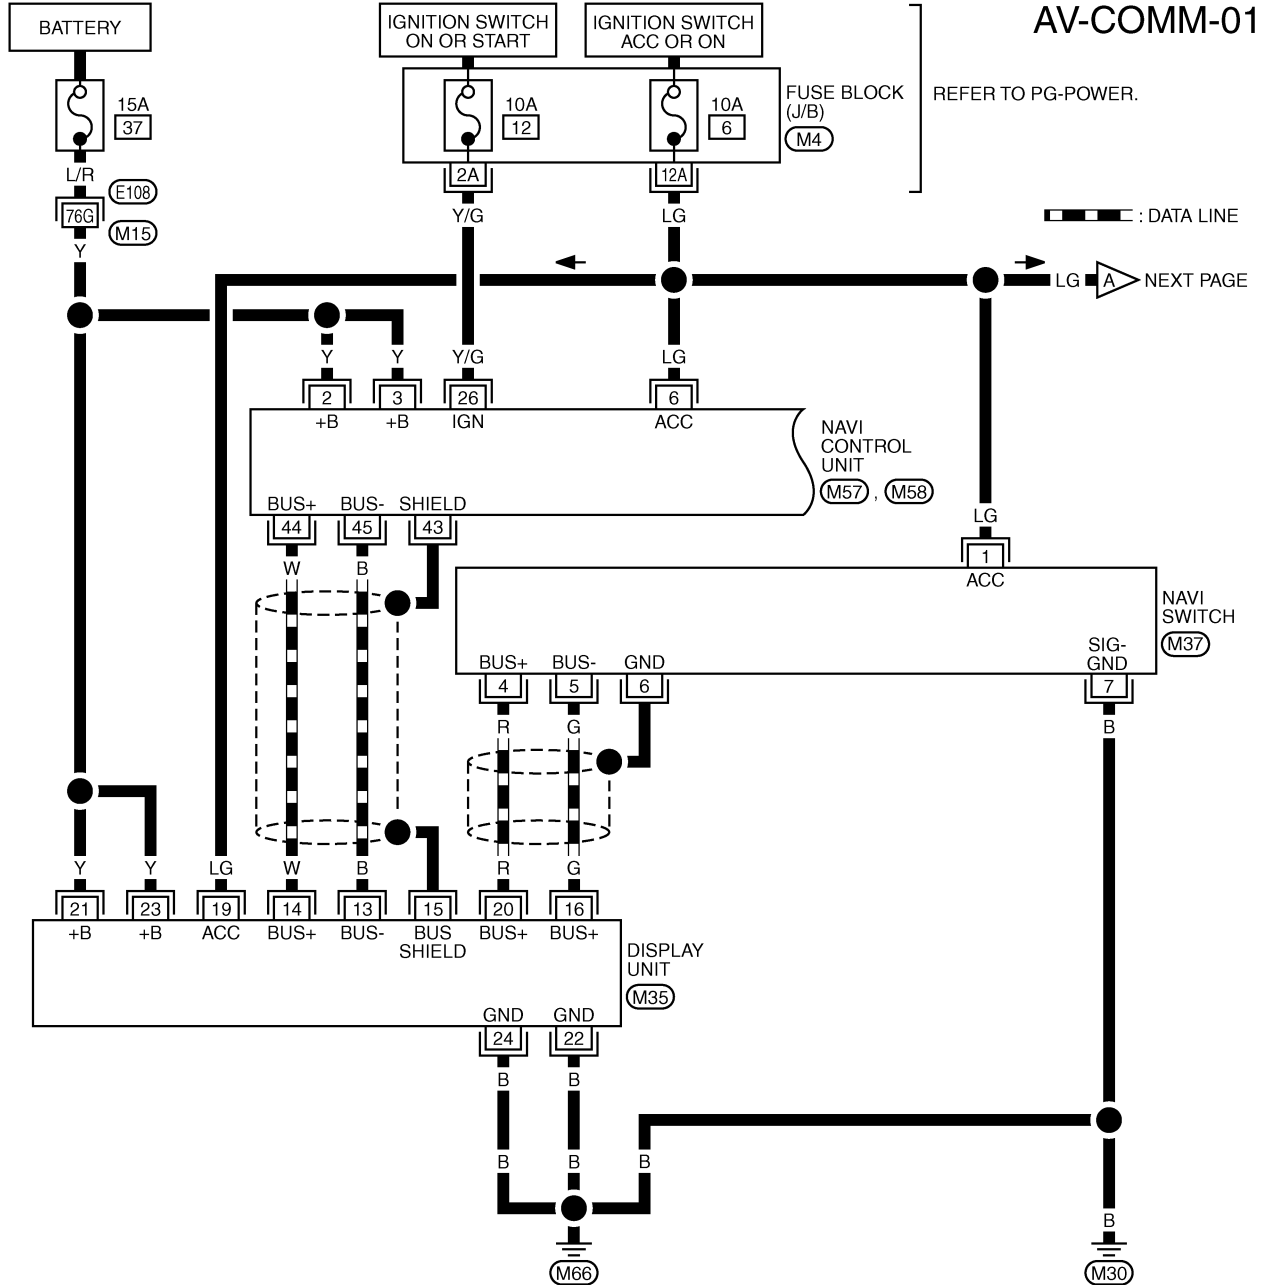 AV-COMM-01
BATTERY
IGNITION SWITCH
ON OR START
IGNITION SWITCH
ACC OR ON
15A
37
10A
12
10A
6
FUSE BLOCK
(J/B)
M4
REFER TO PG-POWER.
L/R
E108
76G
M15
Y
2A
Y/G
12A
LG
: DATA LINE
LG
A
NEXT PAGE
Y
Y
Y/G
LG
2
3
26
6
+B
+B
IGN
ACC
NAVI
CONTROL
UNIT
M57 , M58
BUS+
BUS-
SHIELD
44
45
43
W
B
LG
1
ACC
NAVI
SWITCH
M37
BUS+
BUS-
GND
SIG-
GND
4
5
6
7
R
G
B
Y
Y
LG
W
B
R
G
21
23
19
14
13
15
20
16
+B
+B
ACC
BUS+
BUS-
BUS
SHIELD
BUS+
BUS+
DISPLAY
UNIT
M35
GND
GND
24
22
B
B
B
B
B
B
M66
M30